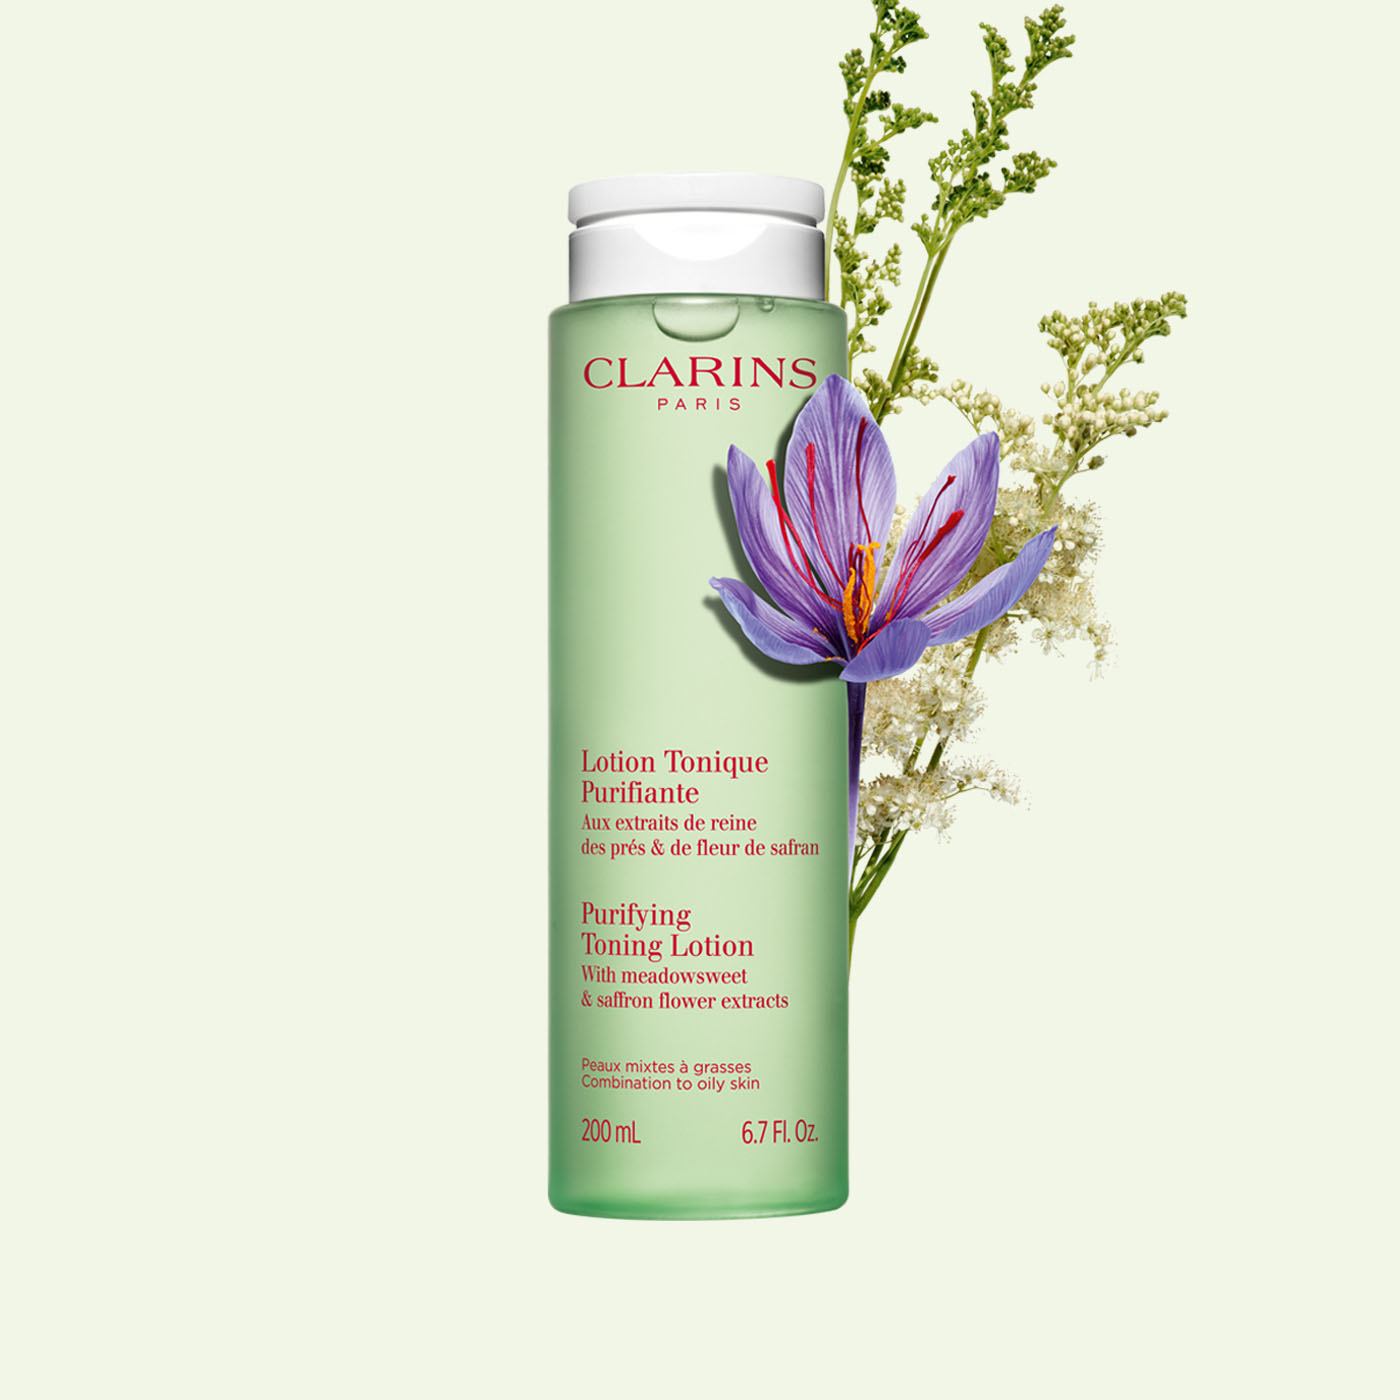 CLARINS
PARIS
Lotion Tonique
Purifiante
Aux extraits de reine
des prés & de fleur de safran
Purifying
Toning Lotion
With meadowsweet
& saffron flower extracts
Peaux mixtes à grasses
Combination to oily skin
200 mL 6.7 Fl. Oz.